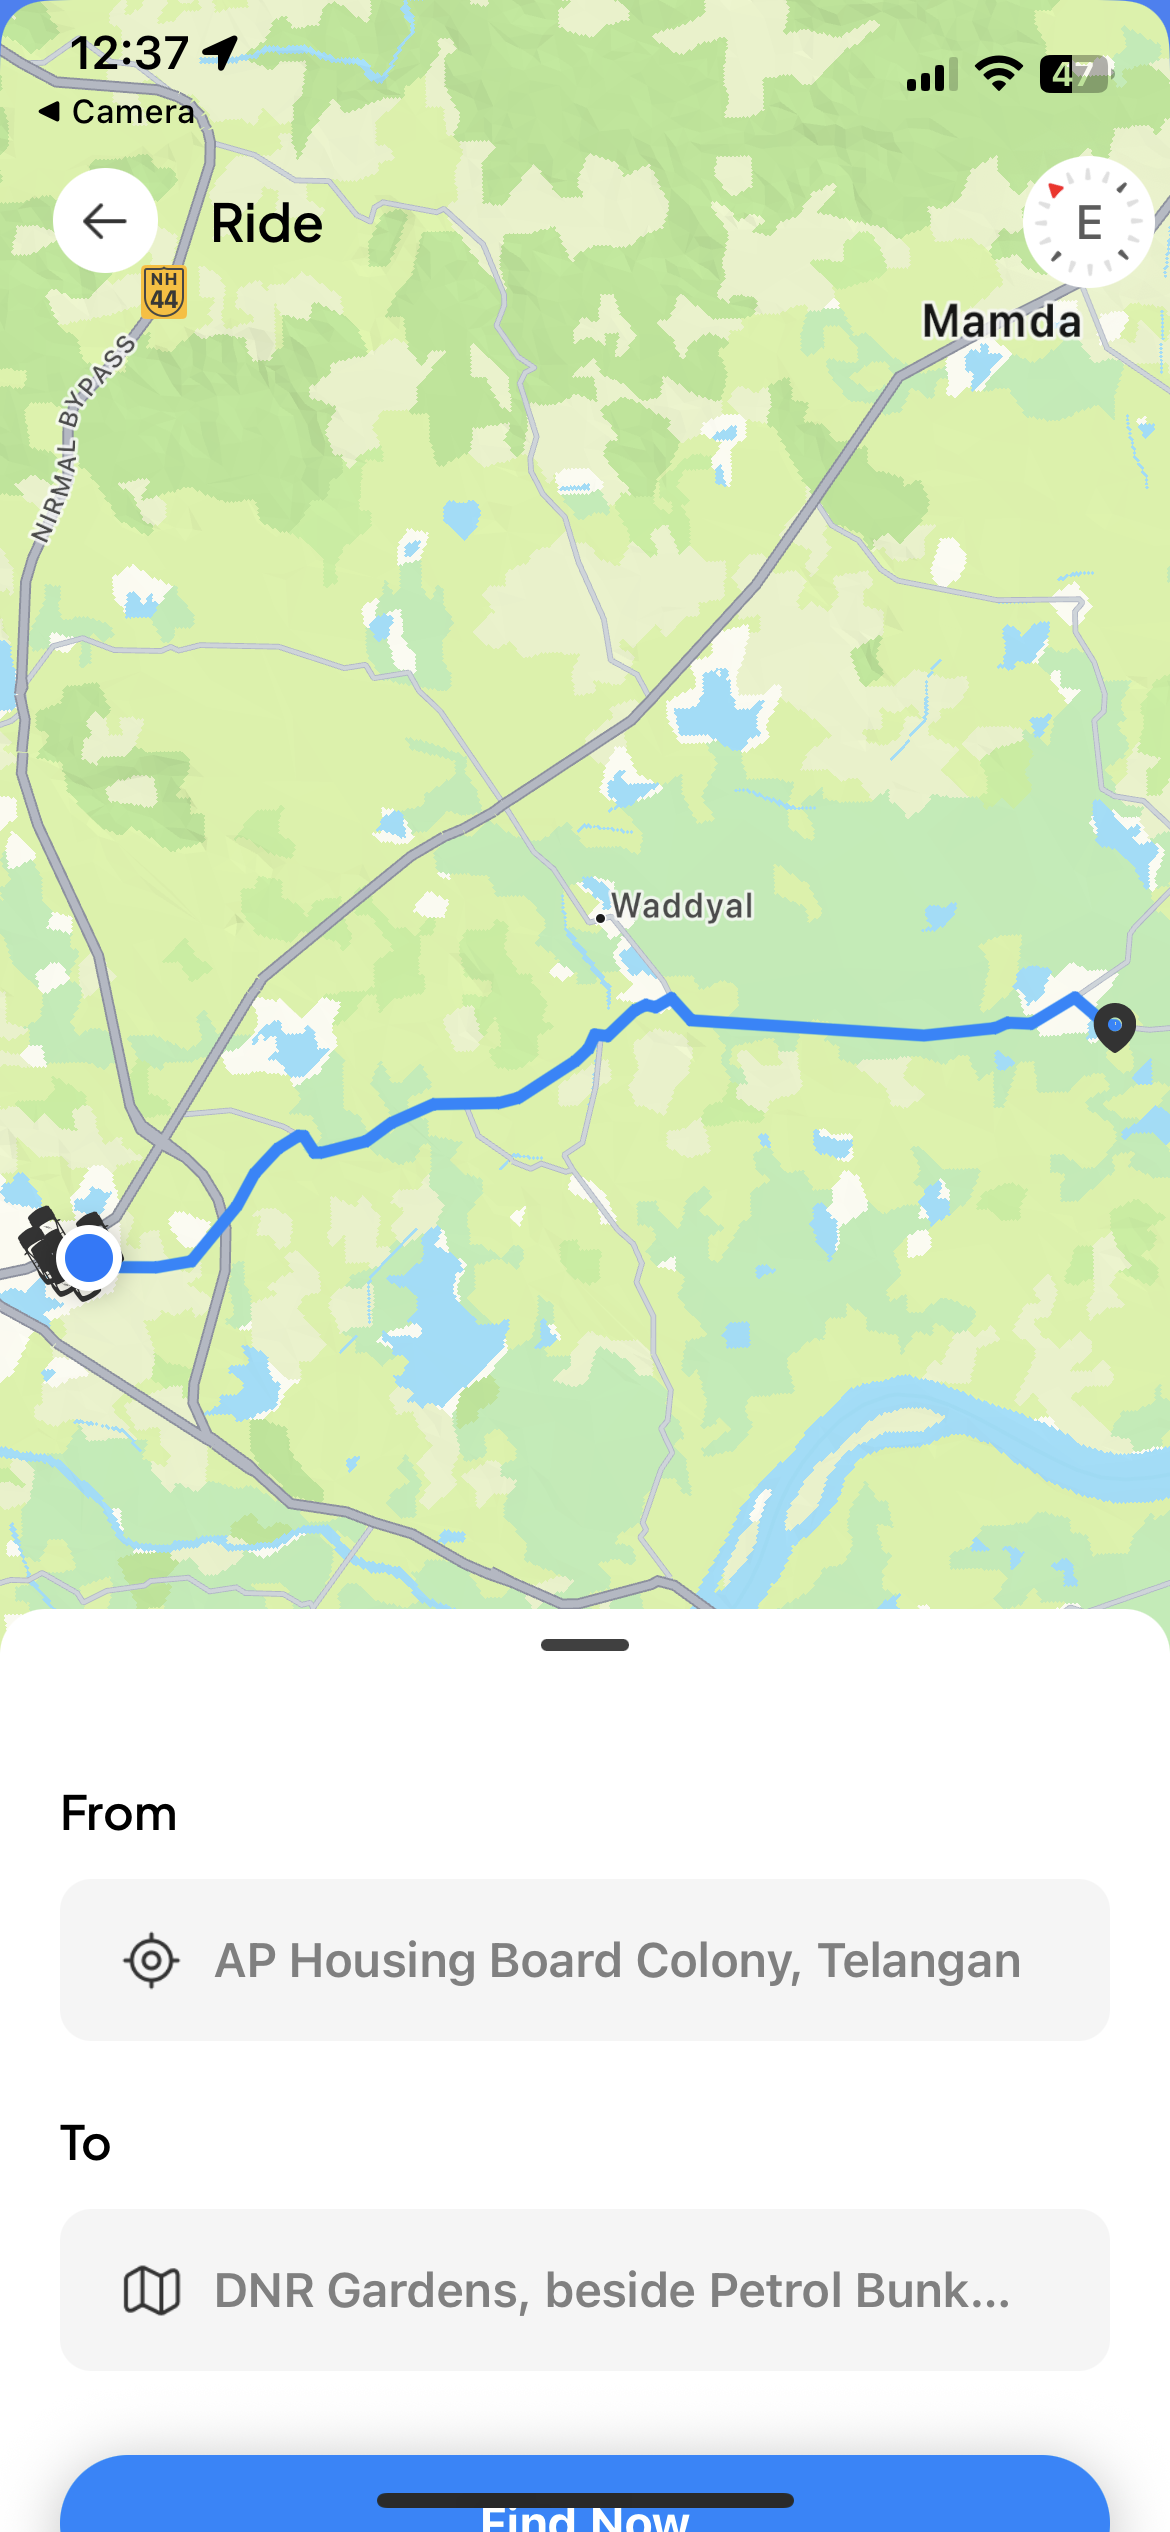 12:37
47
Camera
Ride
E
NH
44
Mamda
NIRMAL BYPASS
Waddyal
From
AP Housing Board Colony, Telangan
To
DNR Gardens, beside Petrol Bunk...
Find Now